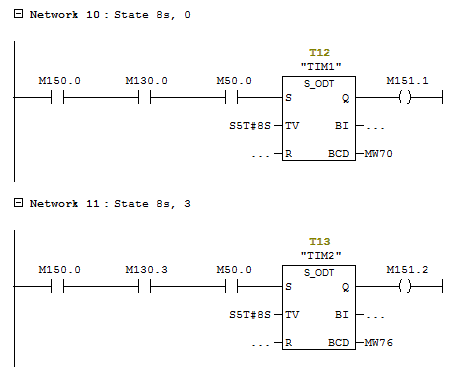 Network 10 : State 8s, 0
T12
"TIM1"
M150.0 M130.0 M50.0 S_ODT M151.1
S Q
S5T#8S TV BI ...
... R BCD MW70
Network 11 : State 8s, 3
T13
"TIM2"
M150.0 M130.3 M50.0 S_ODT M151.2
S Q
S5T#8S TV BI ...
... R BCD MW76